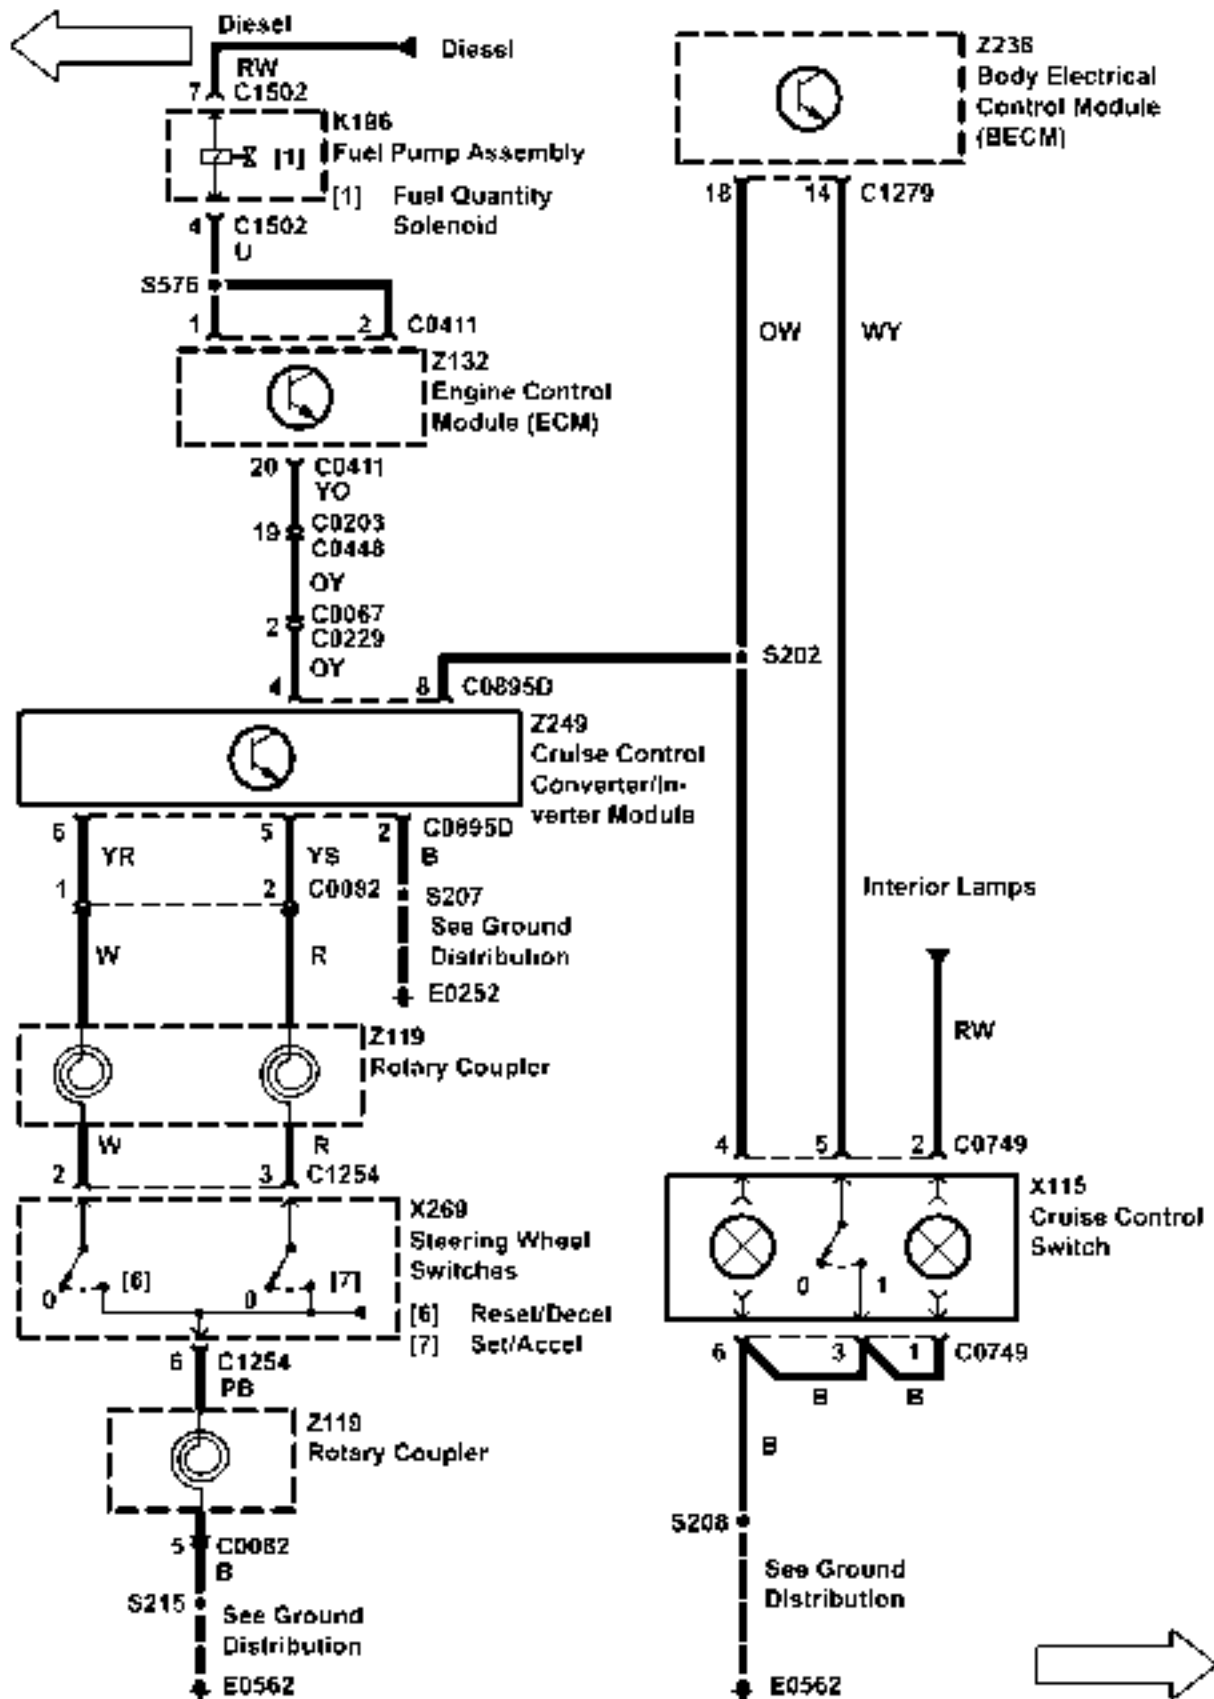 Diesel
Diesel
RW
7 C1502
K186
Fuel Pump Assembly
[1]
[1] Fuel Quantity
Solenoid
4 C1502
U
S576
1 2 C0411
Z132
Engine Control
Module (ECM)
20 C0411
YO
19 C0203
C0448
OY
2 C0067
C0229
OY
4 8 C0895D
Z249
Cruise Control
Converter/In-
verter Module
6 5 2 C0895D
YR YS B
1 2 C0082
S207
See Ground
Distribution
W R
E0252
Z119
Rotary Coupler
W R
2 3 C1254
X269
Steering Wheel
Switches
[6] [7]
0 0
[6] Reset/Decel
[7] Set/Accel
6 C1254
PB
Z119
Rotary Coupler
5 C0082
B
S215
See Ground
Distribution
E0562
Z238
Body Electrical
Control Module
(BECM)
18 14 C1279
OW WY
S202
Interior Lamps
RW
4 5 2 C0749
X115
Cruise Control
Switch
0 1
6 3 1 C0749
B B
B
S208
See Ground
Distribution
E0562